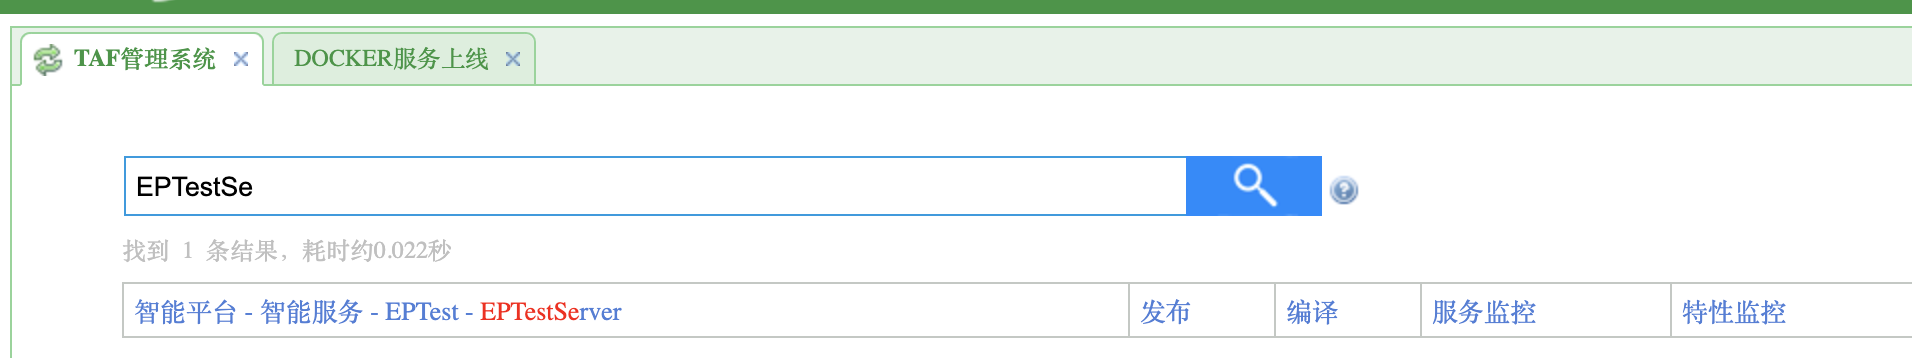 TAF管理系统 DOCKER服务上线
EPTestSe
找到 1 条结果，耗时约0.022秒
智能平台 - 智能服务 - EPTest - EPTestServer 发布 编译 服务监控 特性监控